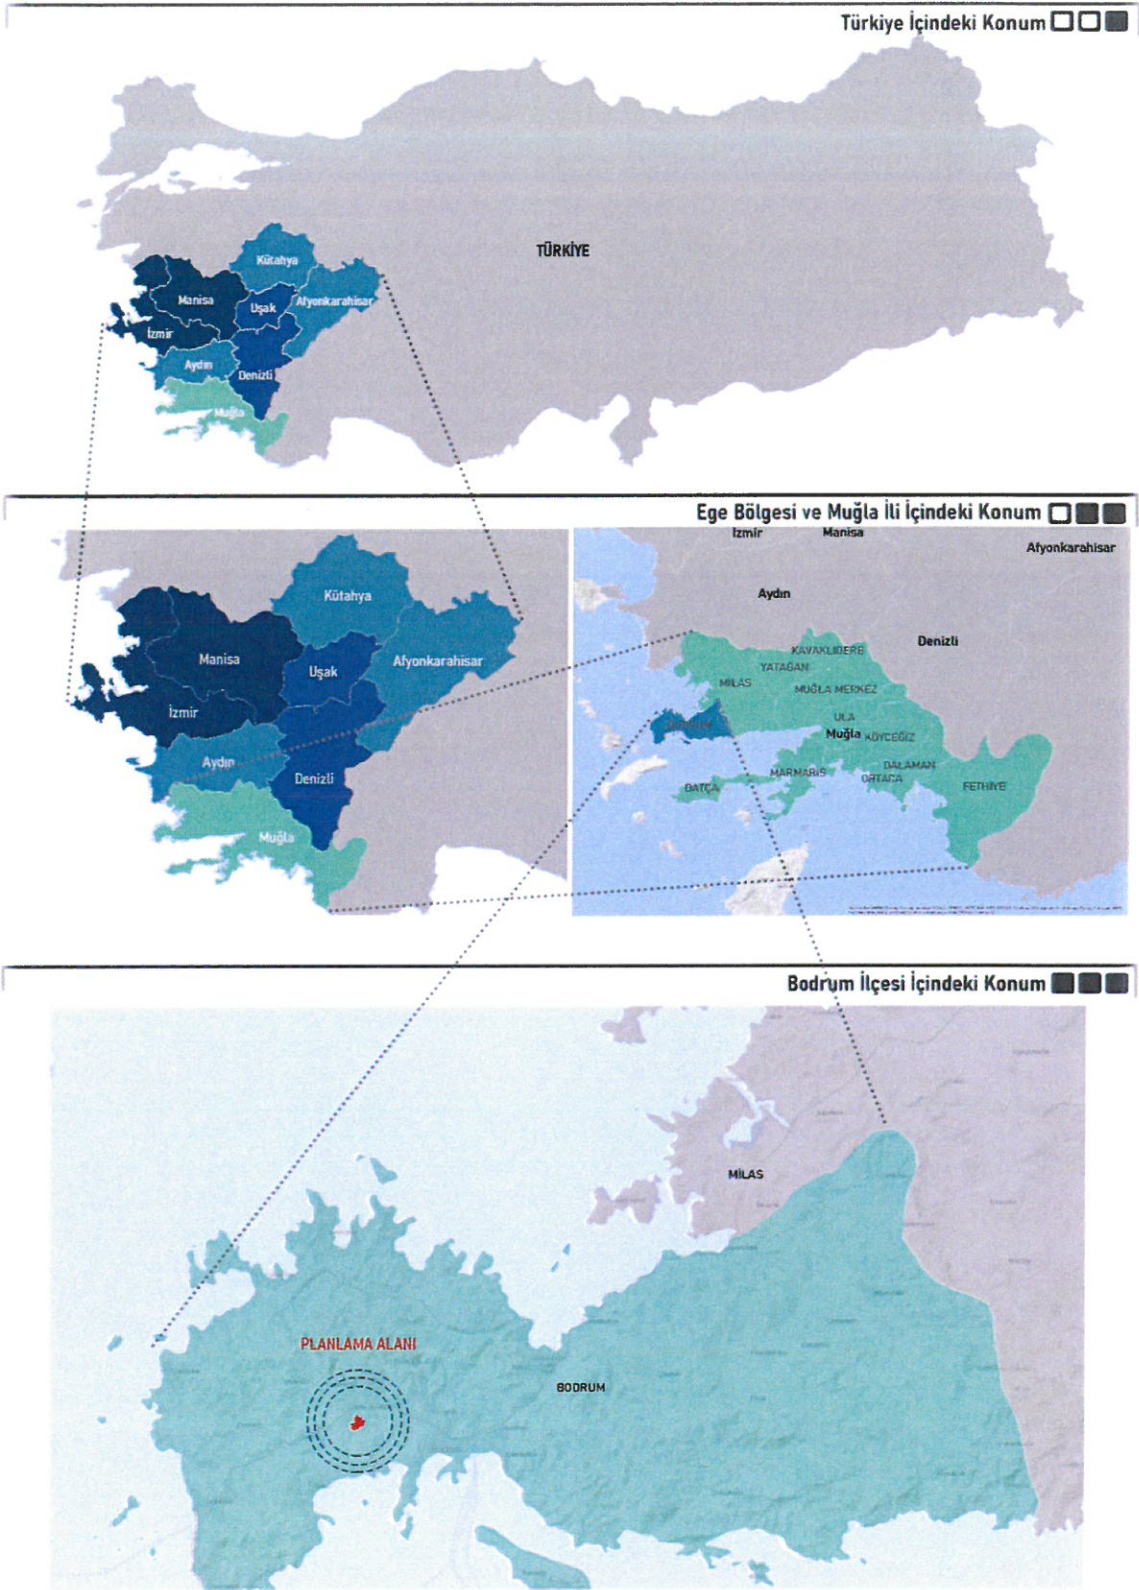 Türkiye İçindeki Konum
TÜRKİYE
Kütahya
Manisa
Uşak
Afyonkarahisar
İzmir
Aydın
Denizli
Muğla
Ege Bölgesi ve Muğla İli İçindeki Konum
Kütahya
Manisa
Uşak
Afyonkarahisar
İzmir
Aydın
Denizli
Muğla
İzmir
Manisa
Afyonkarahisar
Aydın
Denizli
KAVAKLIDERE
YATAĞAN
MİLAS
MUĞLA MERKEZ
ULA
Muğla
KÖYCEĞİZ
DALAMAN
MARMARİS
ORTACA
DATÇA
FETHİYE
Bodrum İlçesi İçindeki Konum
MİLAS
PLANLAMA ALANI
BODRUM